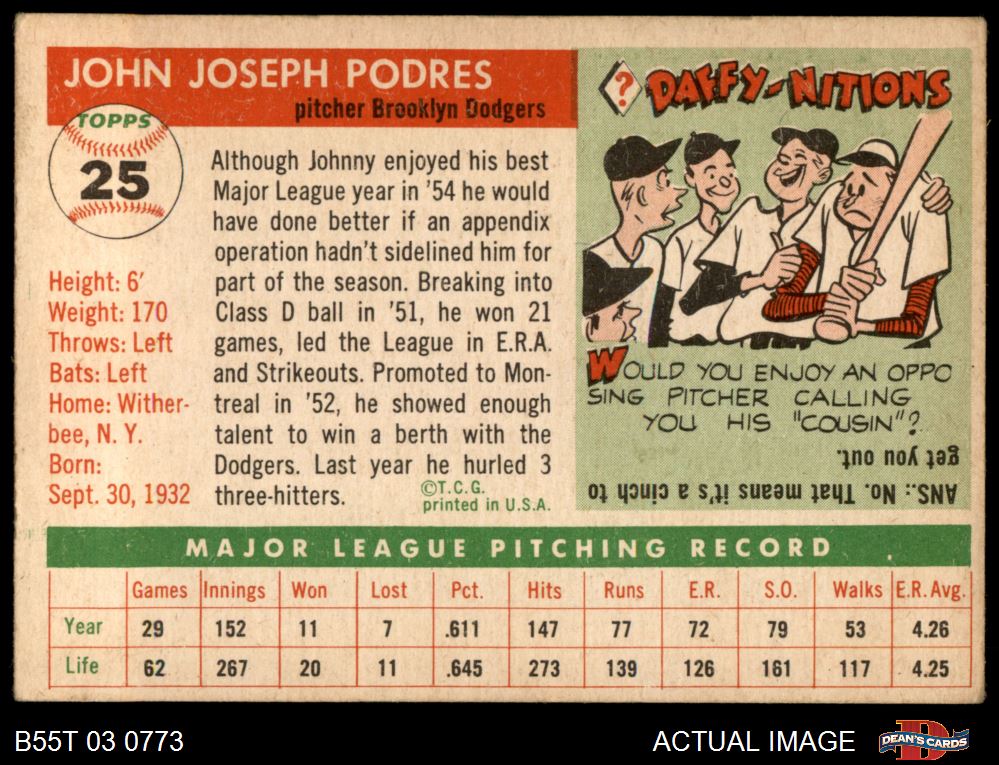 JOHN JOSEPH PODRES
pitcher Brooklyn Dodgers
TOPPS
25
Height: 6′
Weight: 170
Throws: Left
Bats: Left
Home: Wither-
bee, N. Y.
Born:
Sept. 30, 1932
Although Johnny enjoyed his best
Major League year in '54 he would
have done better if an appendix
operation hadn't sidelined him for
part of the season. Breaking into
Class D ball in '51, he won 21
games, led the League in E.R.A.
and Strikeouts. Promoted to Mon-
treal in '52, he showed enough
talent to win a berth with the
Dodgers. Last year he hurled 3
three-hitters.
©T.C.G.
printed in U.S.A.
? DAFFY-NITIONS
WOULD YOU ENJOY AN OPPO
SING PITCHER CALLING
YOU HIS "COUSIN"?
ANS.: No. That means it's a cinch to
get you out.
MAJOR LEAGUE PITCHING RECORD
Games Innings Won Lost Pct. Hits Runs E.R. S.O. Walks E.R. Avg.
Year 29 152 11 7 .611 147 77 72 79 53 4.26
Life 62 267 20 11 .645 273 139 126 161 117 4.25
B55T 03 0773
ACTUAL IMAGE
D
DEAN'S CARDS